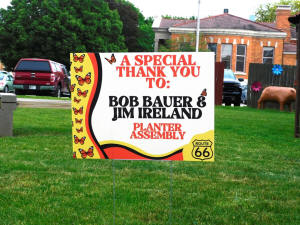 A SPECIAL
THANK YOU
TO:
BOB BAUER &
JIM IRELAND
PLANTER
ASSEMBLY
ROUTE
66